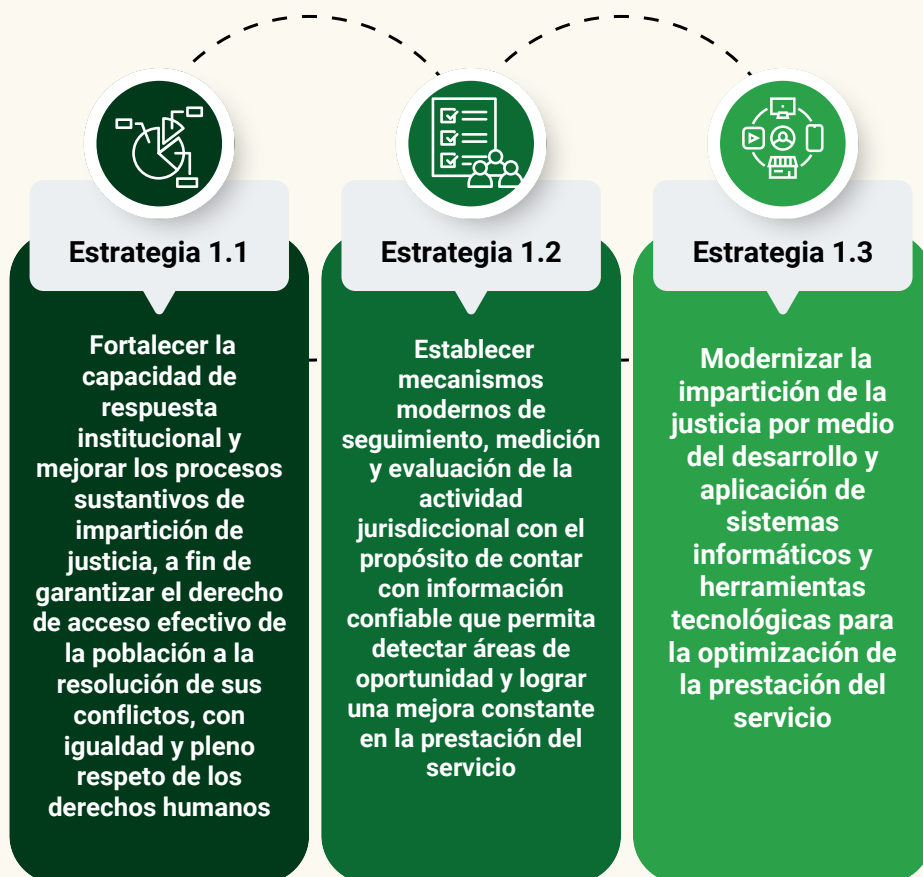 Estrategia 1.1
Fortalecer la
capacidad de
respuesta
institucional y
mejorar los procesos
sustantivos de
impartición de
justicia, a fin de
garantizar el derecho
de acceso efectivo de
la población a la
resolución de sus
conflictos, con
igualdad y pleno
respeto de los
derechos humanos
Estrategia 1.2
Establecer
mecanismos
modernos de
seguimiento, medición
y evaluación de la
actividad
jurisdiccional con el
propósito de contar
con información
confiable que permita
detectar áreas de
oportunidad y lograr
una mejora constante
en la prestación del
servicio
Estrategia 1.3
Modernizar la
impartición de la
justicia por medio
del desarrollo y
aplicación de
sistemas
informáticos y
herramientas
tecnológicas para
la optimización de
la prestación del
servicio